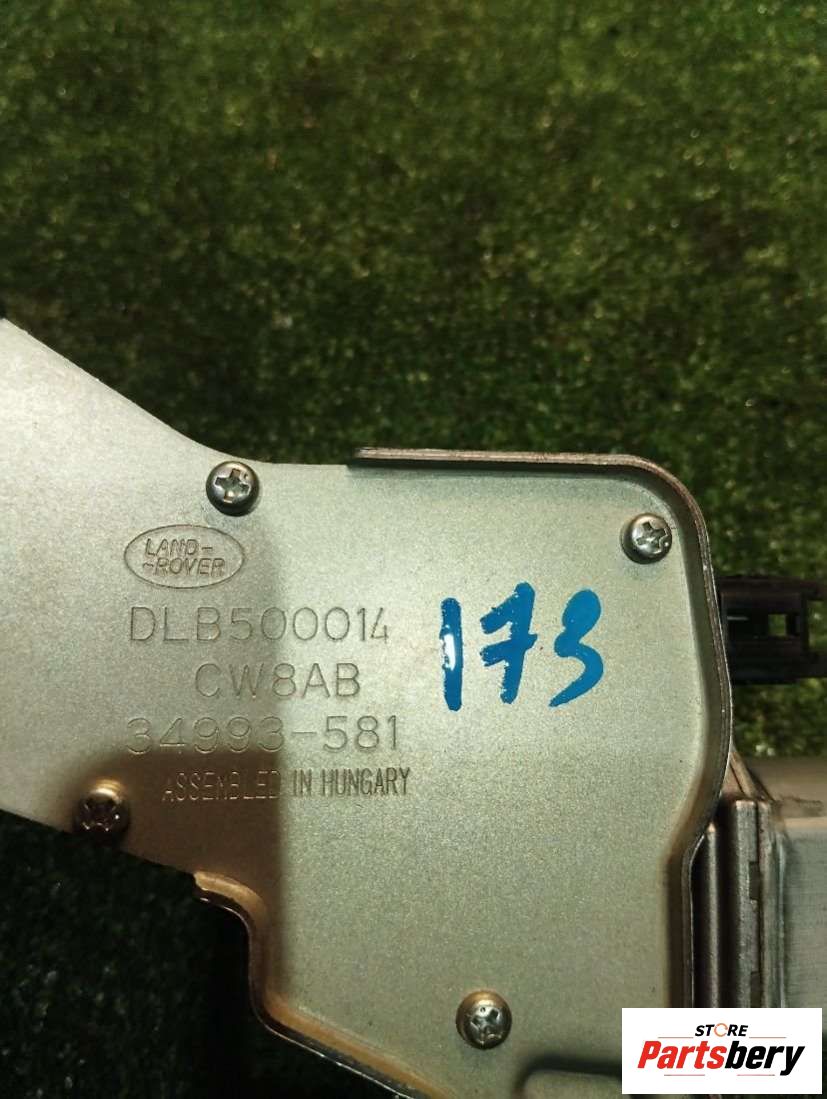 LAND-
-ROVER
DLB500014
173
CW8AB
34993-581
ASSEMBLED IN HUNGARY
STORE
Partsbery